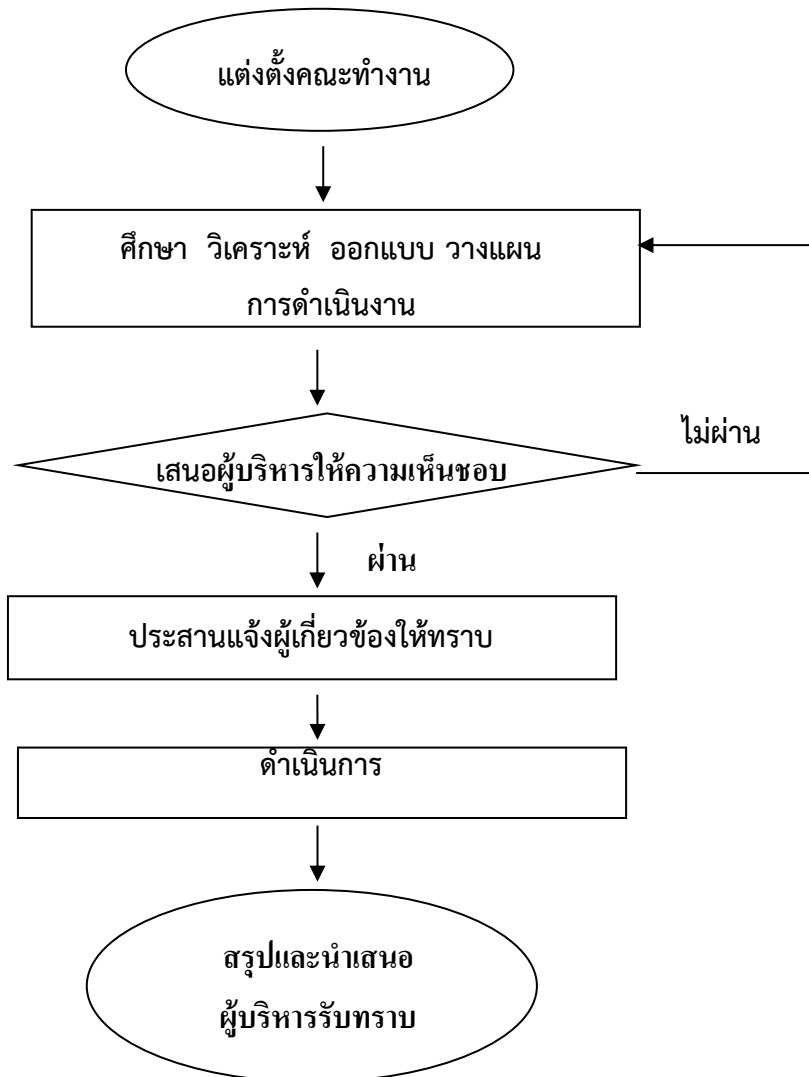 แต่งตั้งคณะทำงาน
ศึกษา วิเคราะห์ ออกแบบ วางแผน
การดำเนินงาน
ไม่ผ่าน
เสนอผู้บริหารให้ความเห็นชอบ
ผ่าน
ประสานแจ้งผู้เกี่ยวข้องให้ทราบ
ดำเนินการ
สรุปและนำเสนอ
ผู้บริหารรับทราบ